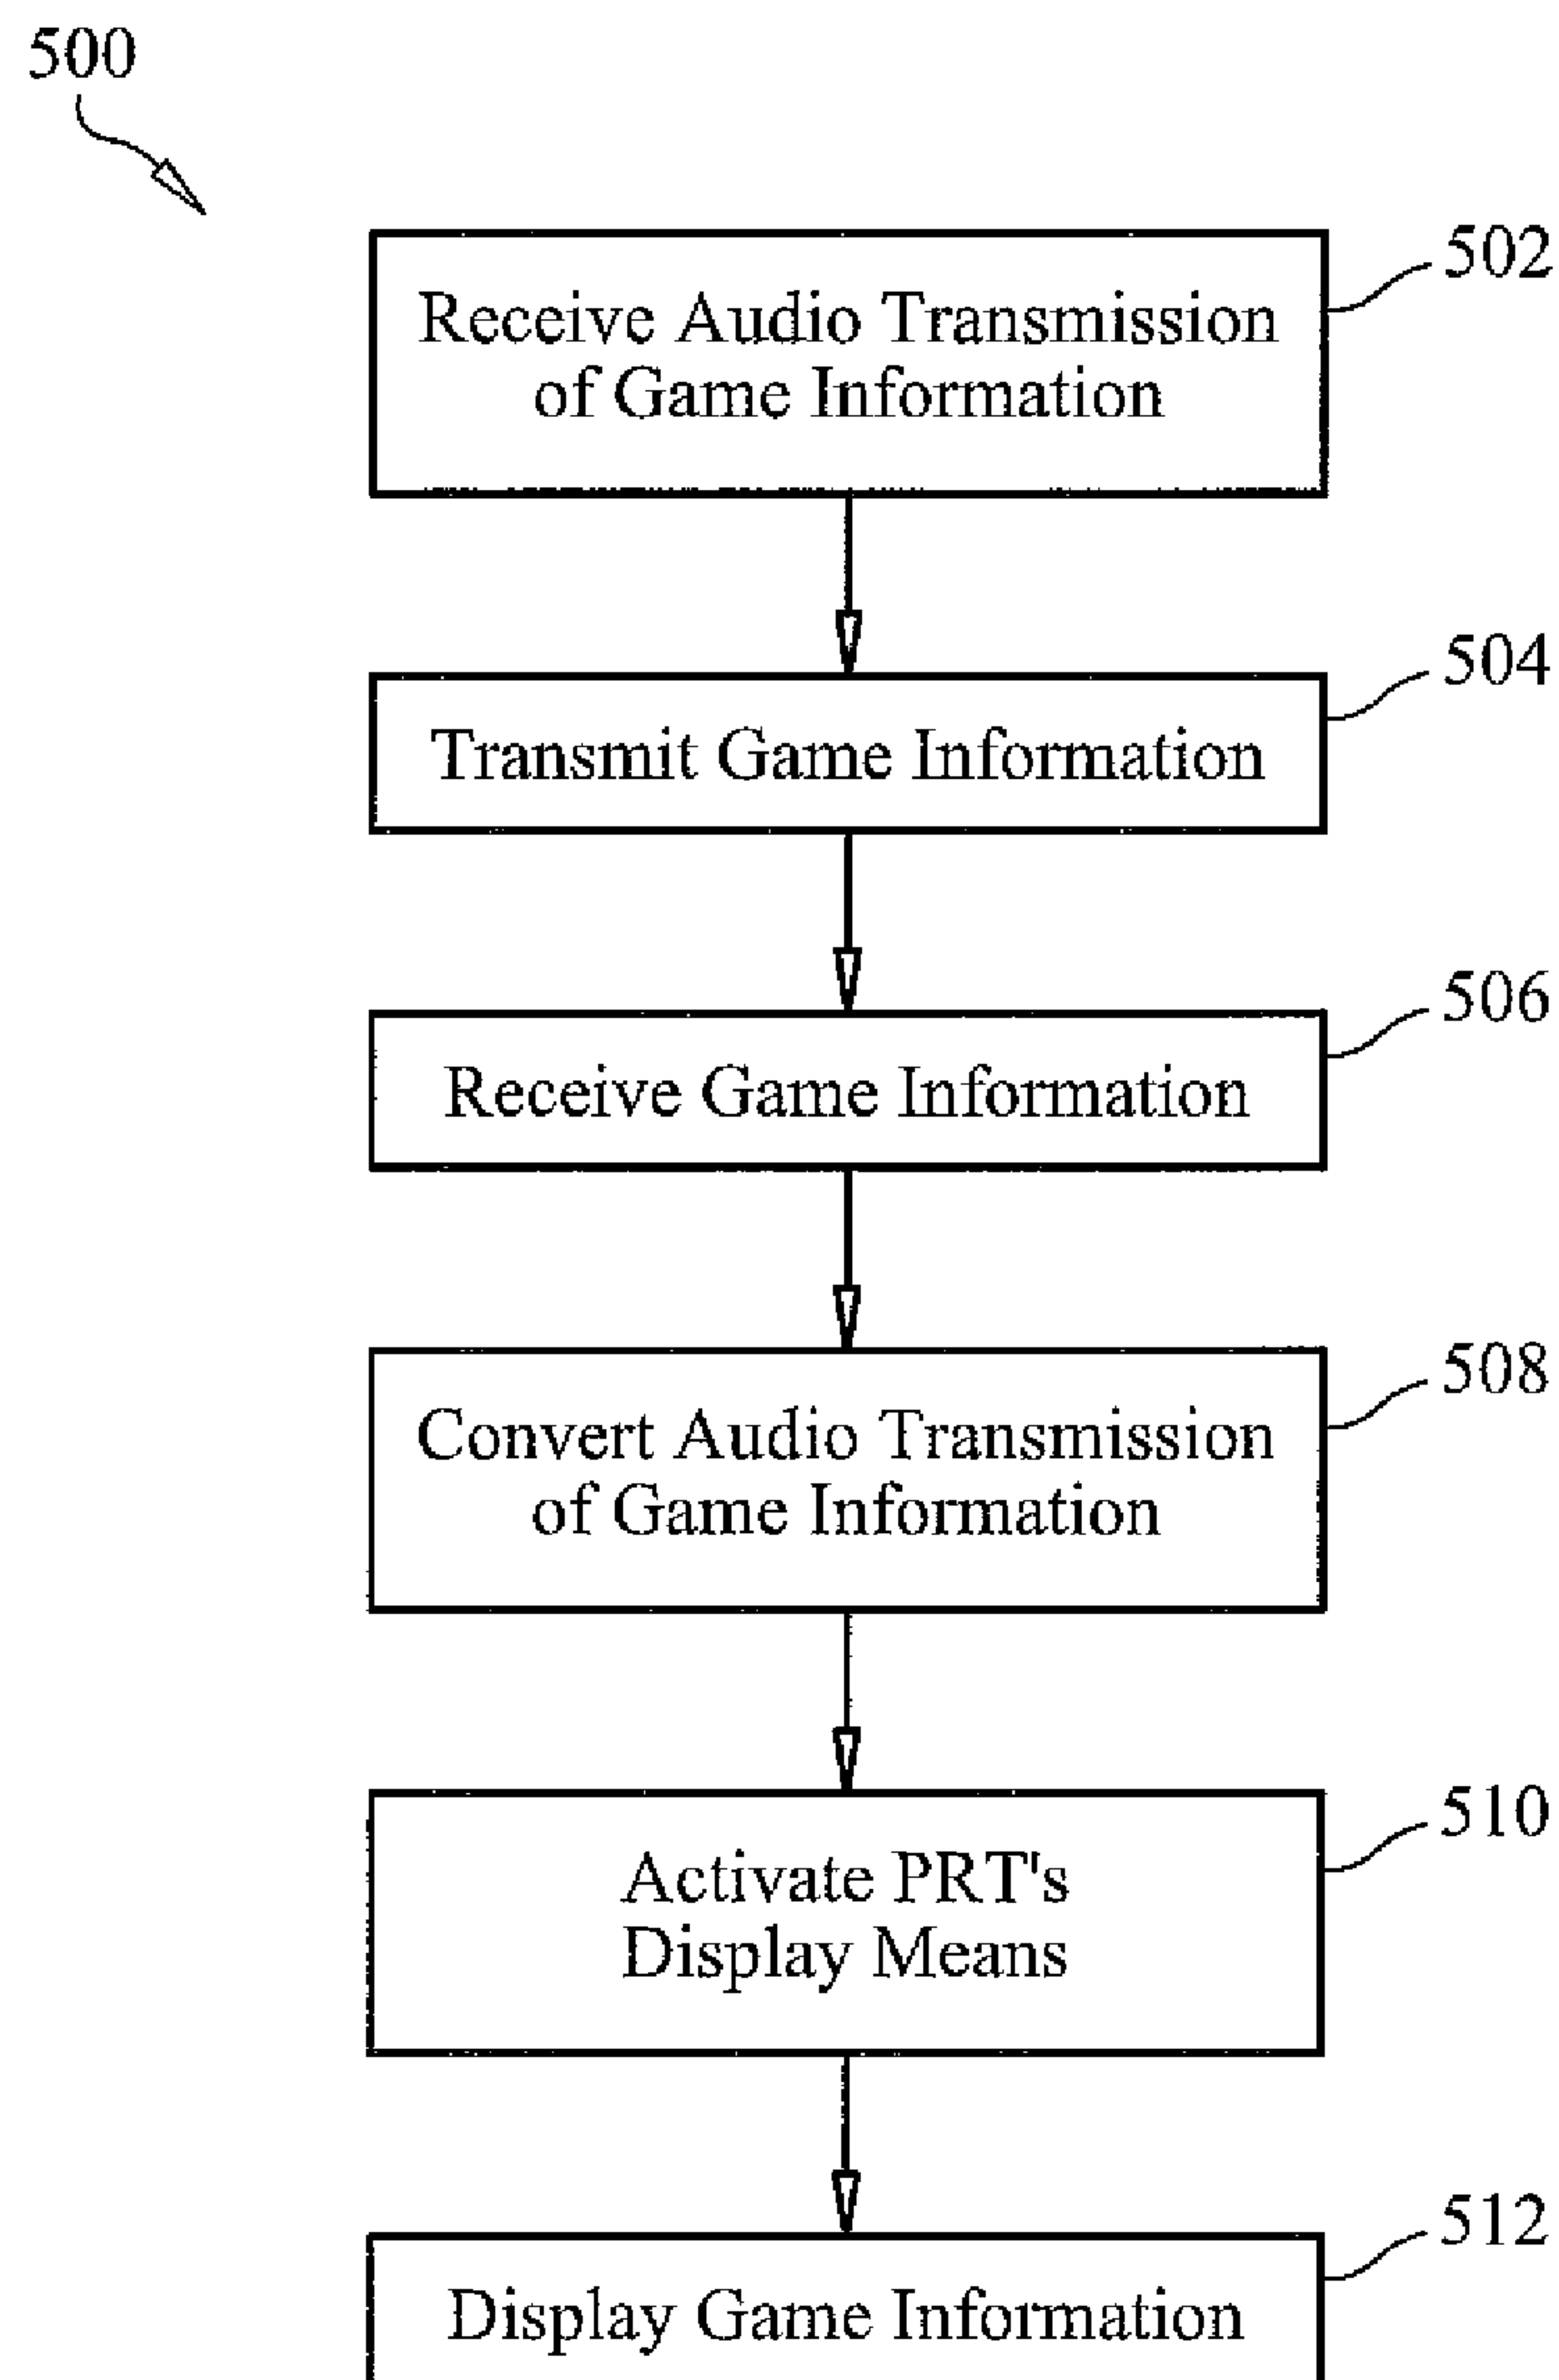 500
502
Receive Audio Transmission
of Game Information
504
Transmit Game Information
506
Receive Game Information
508
Convert Audio Transmission
of Game Information
510
Activate PRT's
Display Means
512
Display Game Information